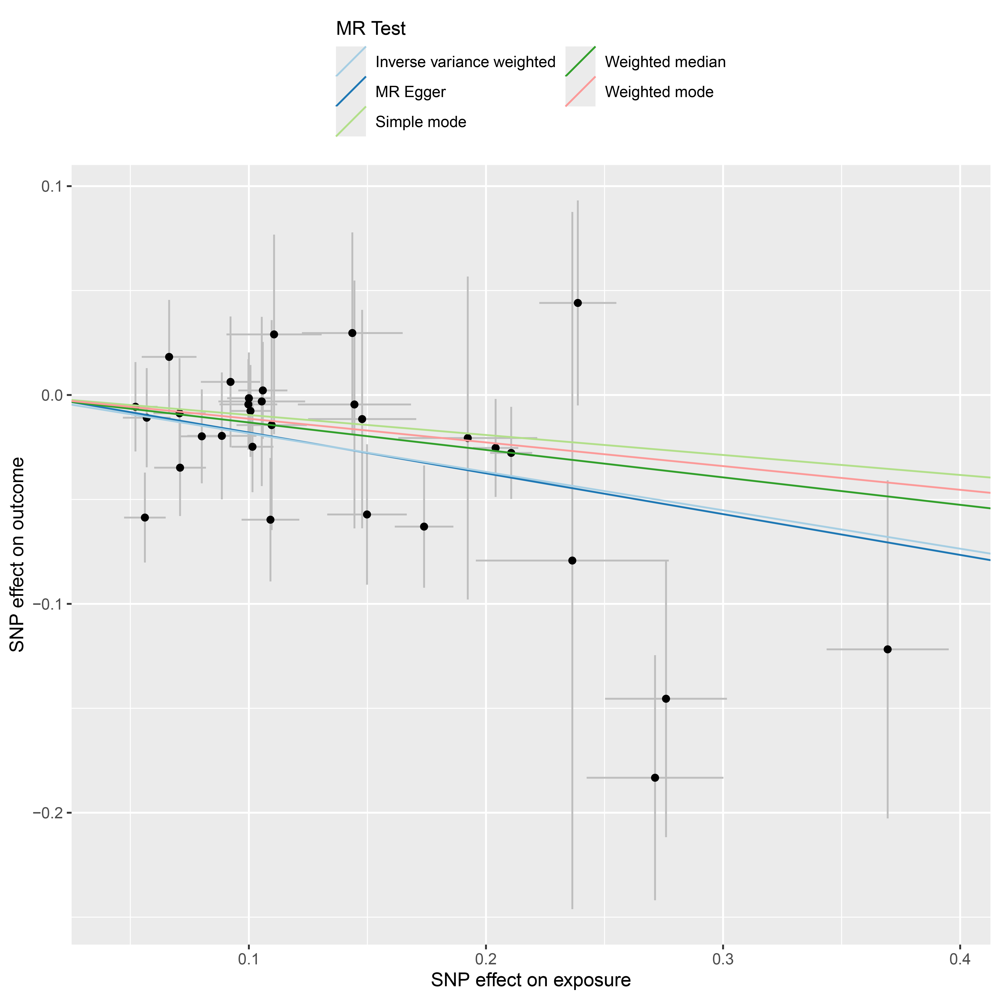 MR Test
Inverse variance weighted
Weighted median
MR Egger
Weighted mode
Simple mode
0.1
0.0
−0.1
−0.2
SNP effect on outcome
0.1
0.2
0.3
0.4
SNP effect on exposure